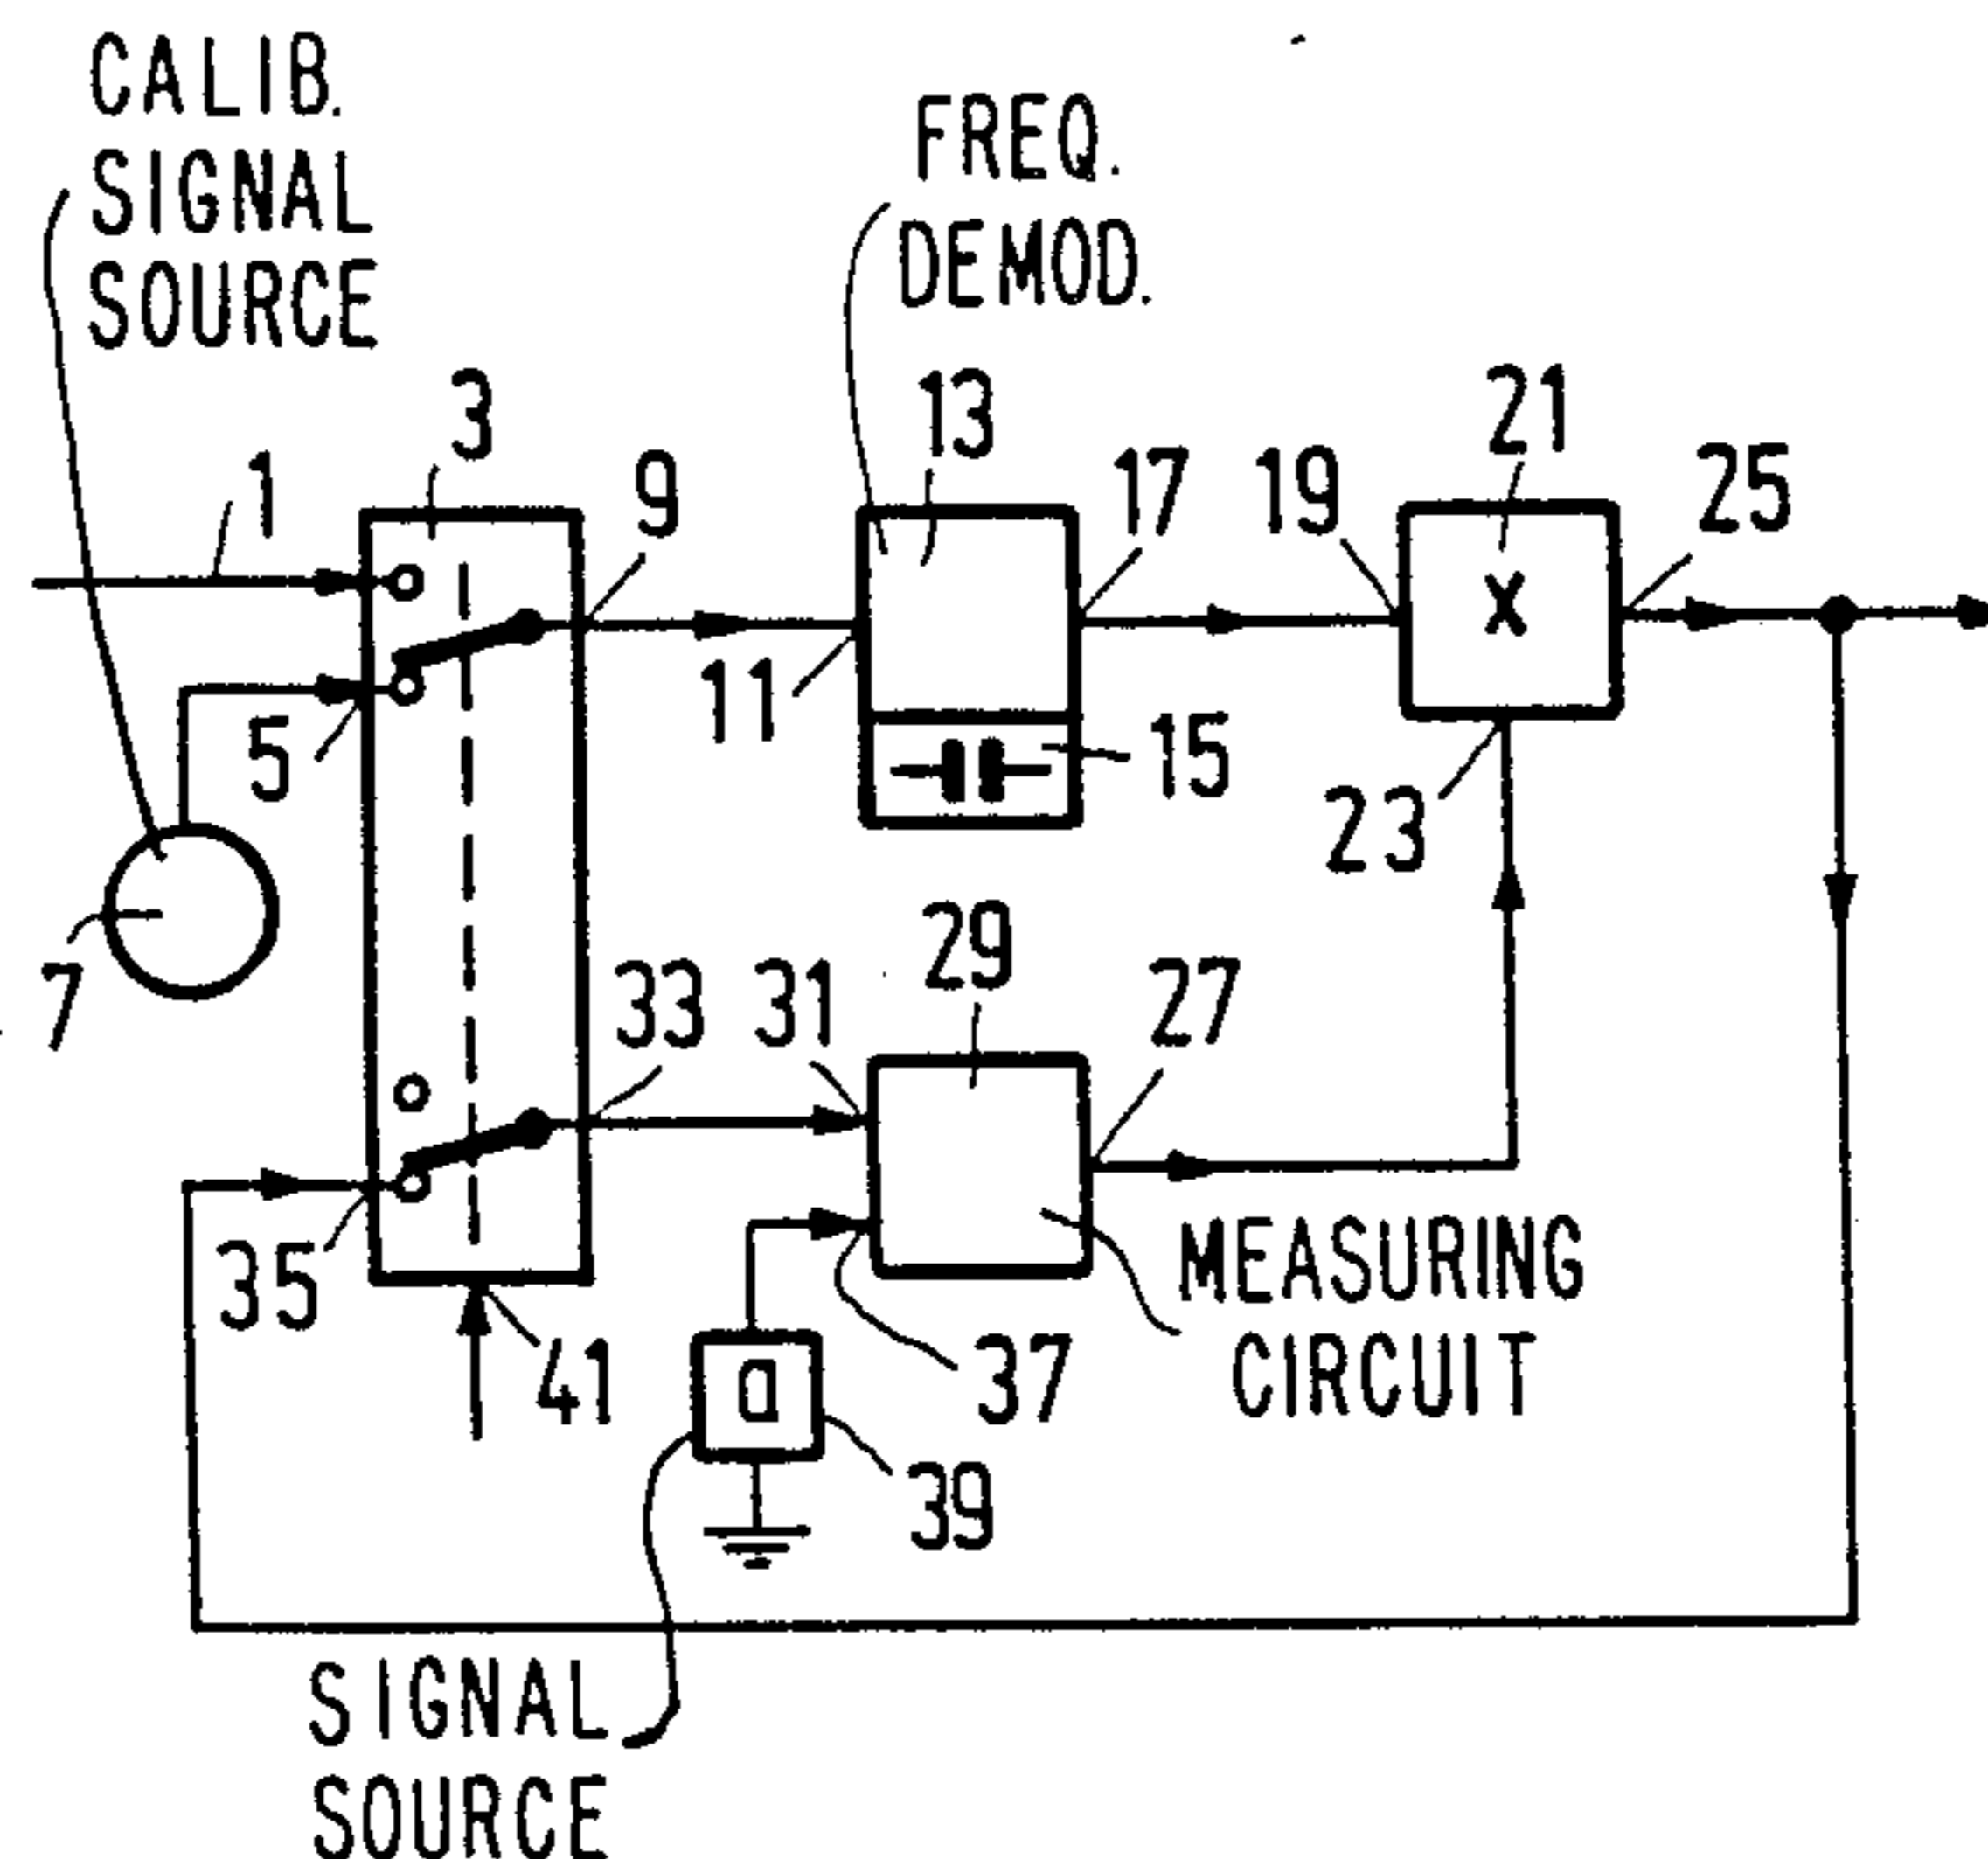 CALIB.
SIGNAL
SOURCE
FREQ.
DEMOD.
1
3
9
13
17
19
21
25
X
5
11
15
23
7
33
31
29
27
35
41
37
a
39
MEASURING
CIRCUIT
SIGNAL
SOURCE